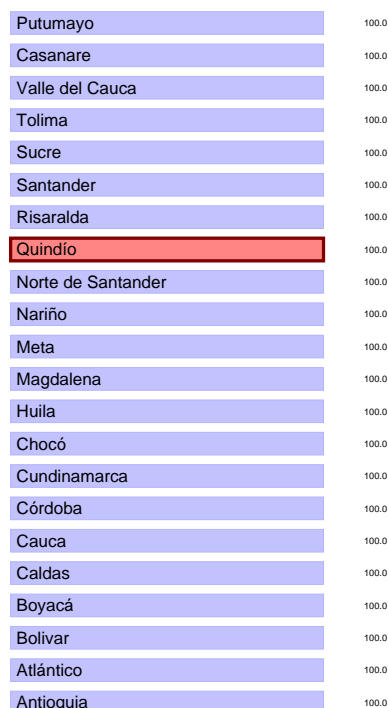 Putumayo 100.0
Casanare 100.0
Valle del Cauca 100.0
Tolima 100.0
Sucre 100.0
Santander 100.0
Risaralda 100.0
Quindío 100.0
Norte de Santander 100.0
Nariño 100.0
Meta 100.0
Magdalena 100.0
Huila 100.0
Chocó 100.0
Cundinamarca 100.0
Córdoba 100.0
Cauca 100.0
Caldas 100.0
Boyacá 100.0
Bolivar 100.0
Atlántico 100.0
Antioquia 100.0